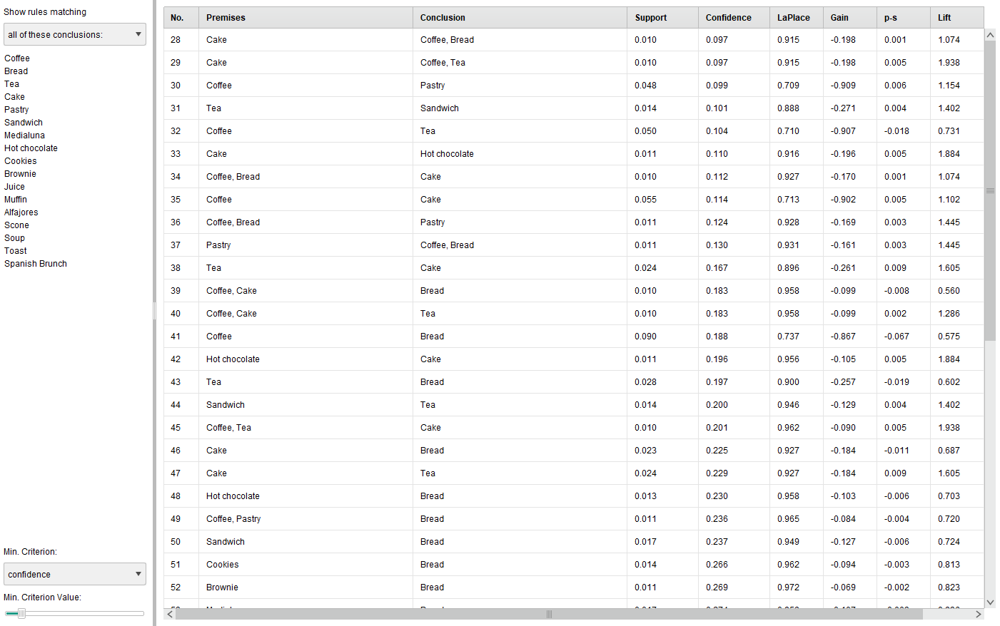 Show rules matching
all of these conclusions:
Coffee
Bread
Tea
Cake
Pastry
Sandwich
Medialuna
Hot chocolate
Cookies
Brownie
Juice
Muffin
Alfajores
Scone
Soup
Toast
Spanish Brunch
Min. Criterion:
confidence
Min. Criterion Value:
No. Premises Conclusion Support Confidence LaPlace Gain p-s Lift
28 Cake Coffee, Bread 0.010 0.097 0.915 -0.198 0.001 1.074
29 Cake Coffee, Tea 0.010 0.097 0.915 -0.198 0.005 1.938
30 Coffee Pastry 0.048 0.099 0.709 -0.909 0.006 1.154
31 Tea Sandwich 0.014 0.101 0.888 -0.271 0.004 1.402
32 Coffee Tea 0.050 0.104 0.710 -0.907 -0.018 0.731
33 Cake Hot chocolate 0.011 0.110 0.916 -0.196 0.005 1.884
34 Coffee, Bread Cake 0.010 0.112 0.927 -0.170 0.001 1.074
35 Coffee Cake 0.055 0.114 0.713 -0.902 0.005 1.102
36 Coffee, Bread Pastry 0.011 0.124 0.928 -0.169 0.003 1.445
37 Pastry Coffee, Bread 0.011 0.130 0.931 -0.161 0.003 1.445
38 Tea Cake 0.024 0.167 0.896 -0.261 0.009 1.605
39 Coffee, Cake Bread 0.010 0.183 0.958 -0.099 -0.008 0.560
40 Coffee, Cake Tea 0.010 0.183 0.958 -0.099 0.002 1.286
41 Coffee Bread 0.090 0.188 0.737 -0.867 -0.067 0.575
42 Hot chocolate Cake 0.011 0.196 0.956 -0.105 0.005 1.884
43 Tea Bread 0.028 0.197 0.900 -0.257 -0.019 0.602
44 Sandwich Tea 0.014 0.200 0.946 -0.129 0.004 1.402
45 Coffee, Tea Cake 0.010 0.201 0.962 -0.090 0.005 1.938
46 Cake Bread 0.023 0.225 0.927 -0.184 -0.011 0.687
47 Cake Tea 0.024 0.229 0.927 -0.184 0.009 1.605
48 Hot chocolate Bread 0.013 0.230 0.958 -0.103 -0.006 0.703
49 Coffee, Pastry Bread 0.011 0.236 0.965 -0.084 -0.004 0.720
50 Sandwich Bread 0.017 0.237 0.949 -0.127 -0.006 0.724
51 Cookies Bread 0.014 0.266 0.962 -0.094 -0.003 0.813
52 Brownie Bread 0.011 0.269 0.972 -0.069 -0.002 0.823